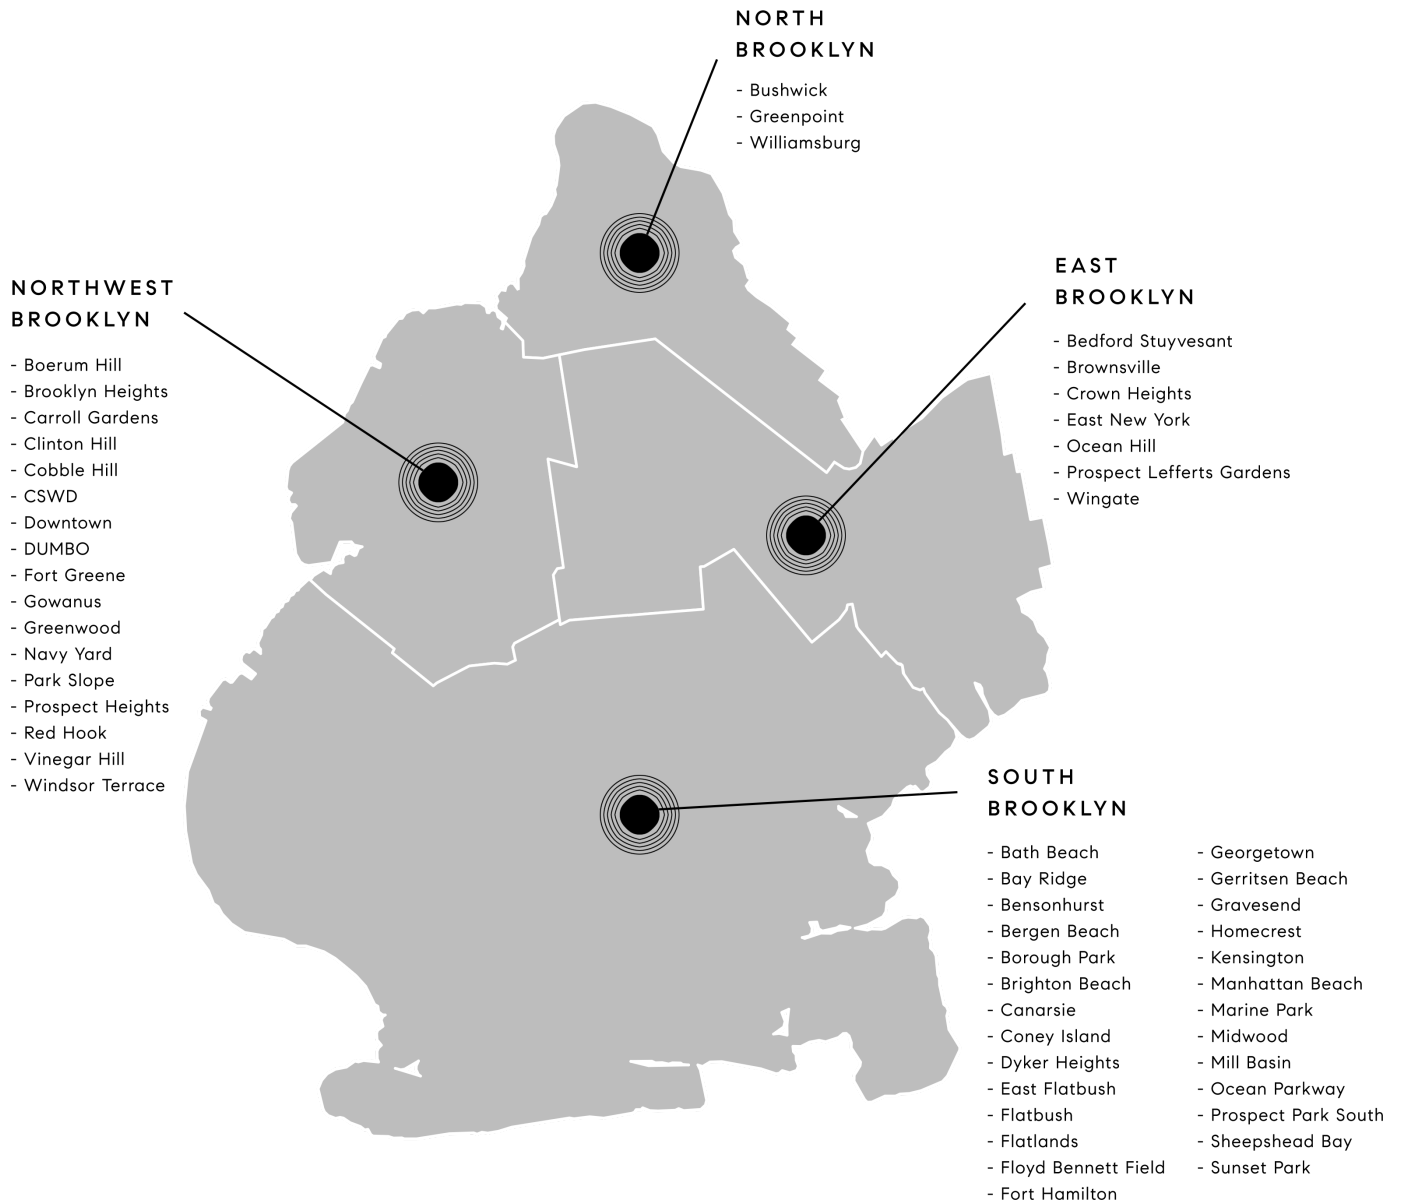 NORTH
BROOKLYN
- Bushwick
- Greenpoint
- Williamsburg
NORTHWEST
BROOKLYN
- Boerum Hill
- Brooklyn Heights
- Carroll Gardens
- Clinton Hill
- Cobble Hill
- CSWD
- Downtown
- DUMBO
- Fort Greene
- Gowanus
- Greenwood
- Navy Yard
- Park Slope
- Prospect Heights
- Red Hook
- Vinegar Hill
- Windsor Terrace
EAST
BROOKLYN
- Bedford Stuyvesant
- Brownsville
- Crown Heights
- East New York
- Ocean Hill
- Prospect Lefferts Gardens
- Wingate
SOUTH
BROOKLYN
- Bath Beach
- Bay Ridge
- Bensonhurst
- Bergen Beach
- Borough Park
- Brighton Beach
- Canarsie
- Coney Island
- Dyker Heights
- East Flatbush
- Flatbush
- Flatlands
- Floyd Bennett Field
- Fort Hamilton
- Georgetown
- Gerritsen Beach
- Gravesend
- Homecrest
- Kensington
- Manhattan Beach
- Marine Park
- Midwood
- Mill Basin
- Ocean Parkway
- Prospect Park South
- Sheepshead Bay
- Sunset Park